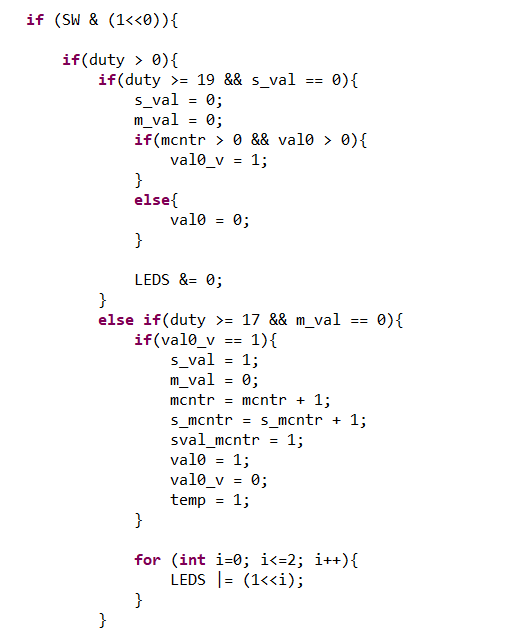 if (SW & (1<<0)){
if(duty > 0){
if(duty >= 19 && s_val == 0){
s_val = 0;
m_val = 0;
if(mcntr > 0 && val0 > 0){
val0_v = 1;
}
else{
val0 = 0;
}
LEDS &= 0;
}
else if(duty >= 17 && m_val == 0){
if(val0_v == 1){
s_val = 1;
m_val = 0;
mcntr = mcntr + 1;
s_mcntr = s_mcntr + 1;
sval_mcntr = 1;
val0 = 1;
val0_v = 0;
temp = 1;
}
for (int i=0; i<=2; i++){
LEDS |= (1<<i);
}
}